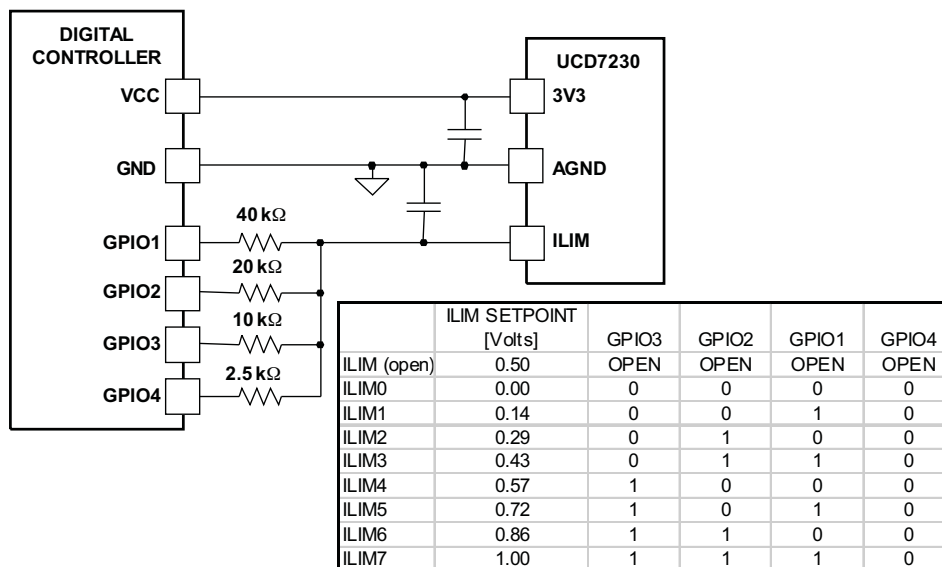 DIGITAL
CONTROLLER
UCD7230
VCC
3V3
GND
AGND
40 kΩ
GPIO1
ILIM
20 kΩ
GPIO2
10 kΩ
GPIO3
2.5 kΩ
GPIO4
ILIM SETPOINT
[Volts] GPIO3 GPIO2 GPIO1 GPIO4
ILIM (open) 0.50 OPEN OPEN OPEN OPEN
ILIM0 0.00 0 0 0 0
ILIM1 0.14 0 0 1 0
ILIM2 0.29 0 1 0 0
ILIM3 0.43 0 1 1 0
ILIM4 0.57 1 0 0 0
ILIM5 0.72 1 0 1 0
ILIM6 0.86 1 1 0 0
ILIM7 1.00 1 1 1 0